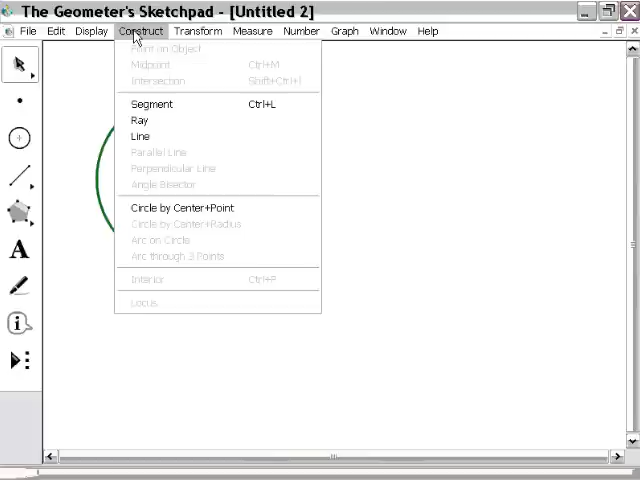 The Geometer's Sketchpad - [Untitled 2]
File Edit Display Construct Transform Measure Number Graph Window Help
Point on Object
Midpoint Ctrl+M
Intersection Shift+Ctrl+I
Segment Ctrl+L
Ray
Line
Parallel Line
Perpendicular Line
Angle Bisector
Circle by Center+Point
Circle by Center+Radius
Arc on Circle
Arc through 3 Points
Interior Ctrl+P
Locus
A